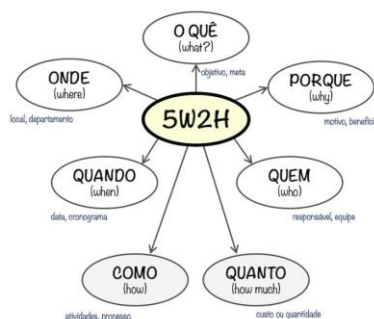 O QUÊ
(what?)
objetivo, meta
ONDE
(where)
local, departamento
PORQUE
(why)
motivo, benefíci
5W2H
QUANDO
(when)
data, cronograma
QUEM
(who)
responsável, equipe
COMO
(how)
atividades, processo
QUANTO
(how much)
custo ou quantidade